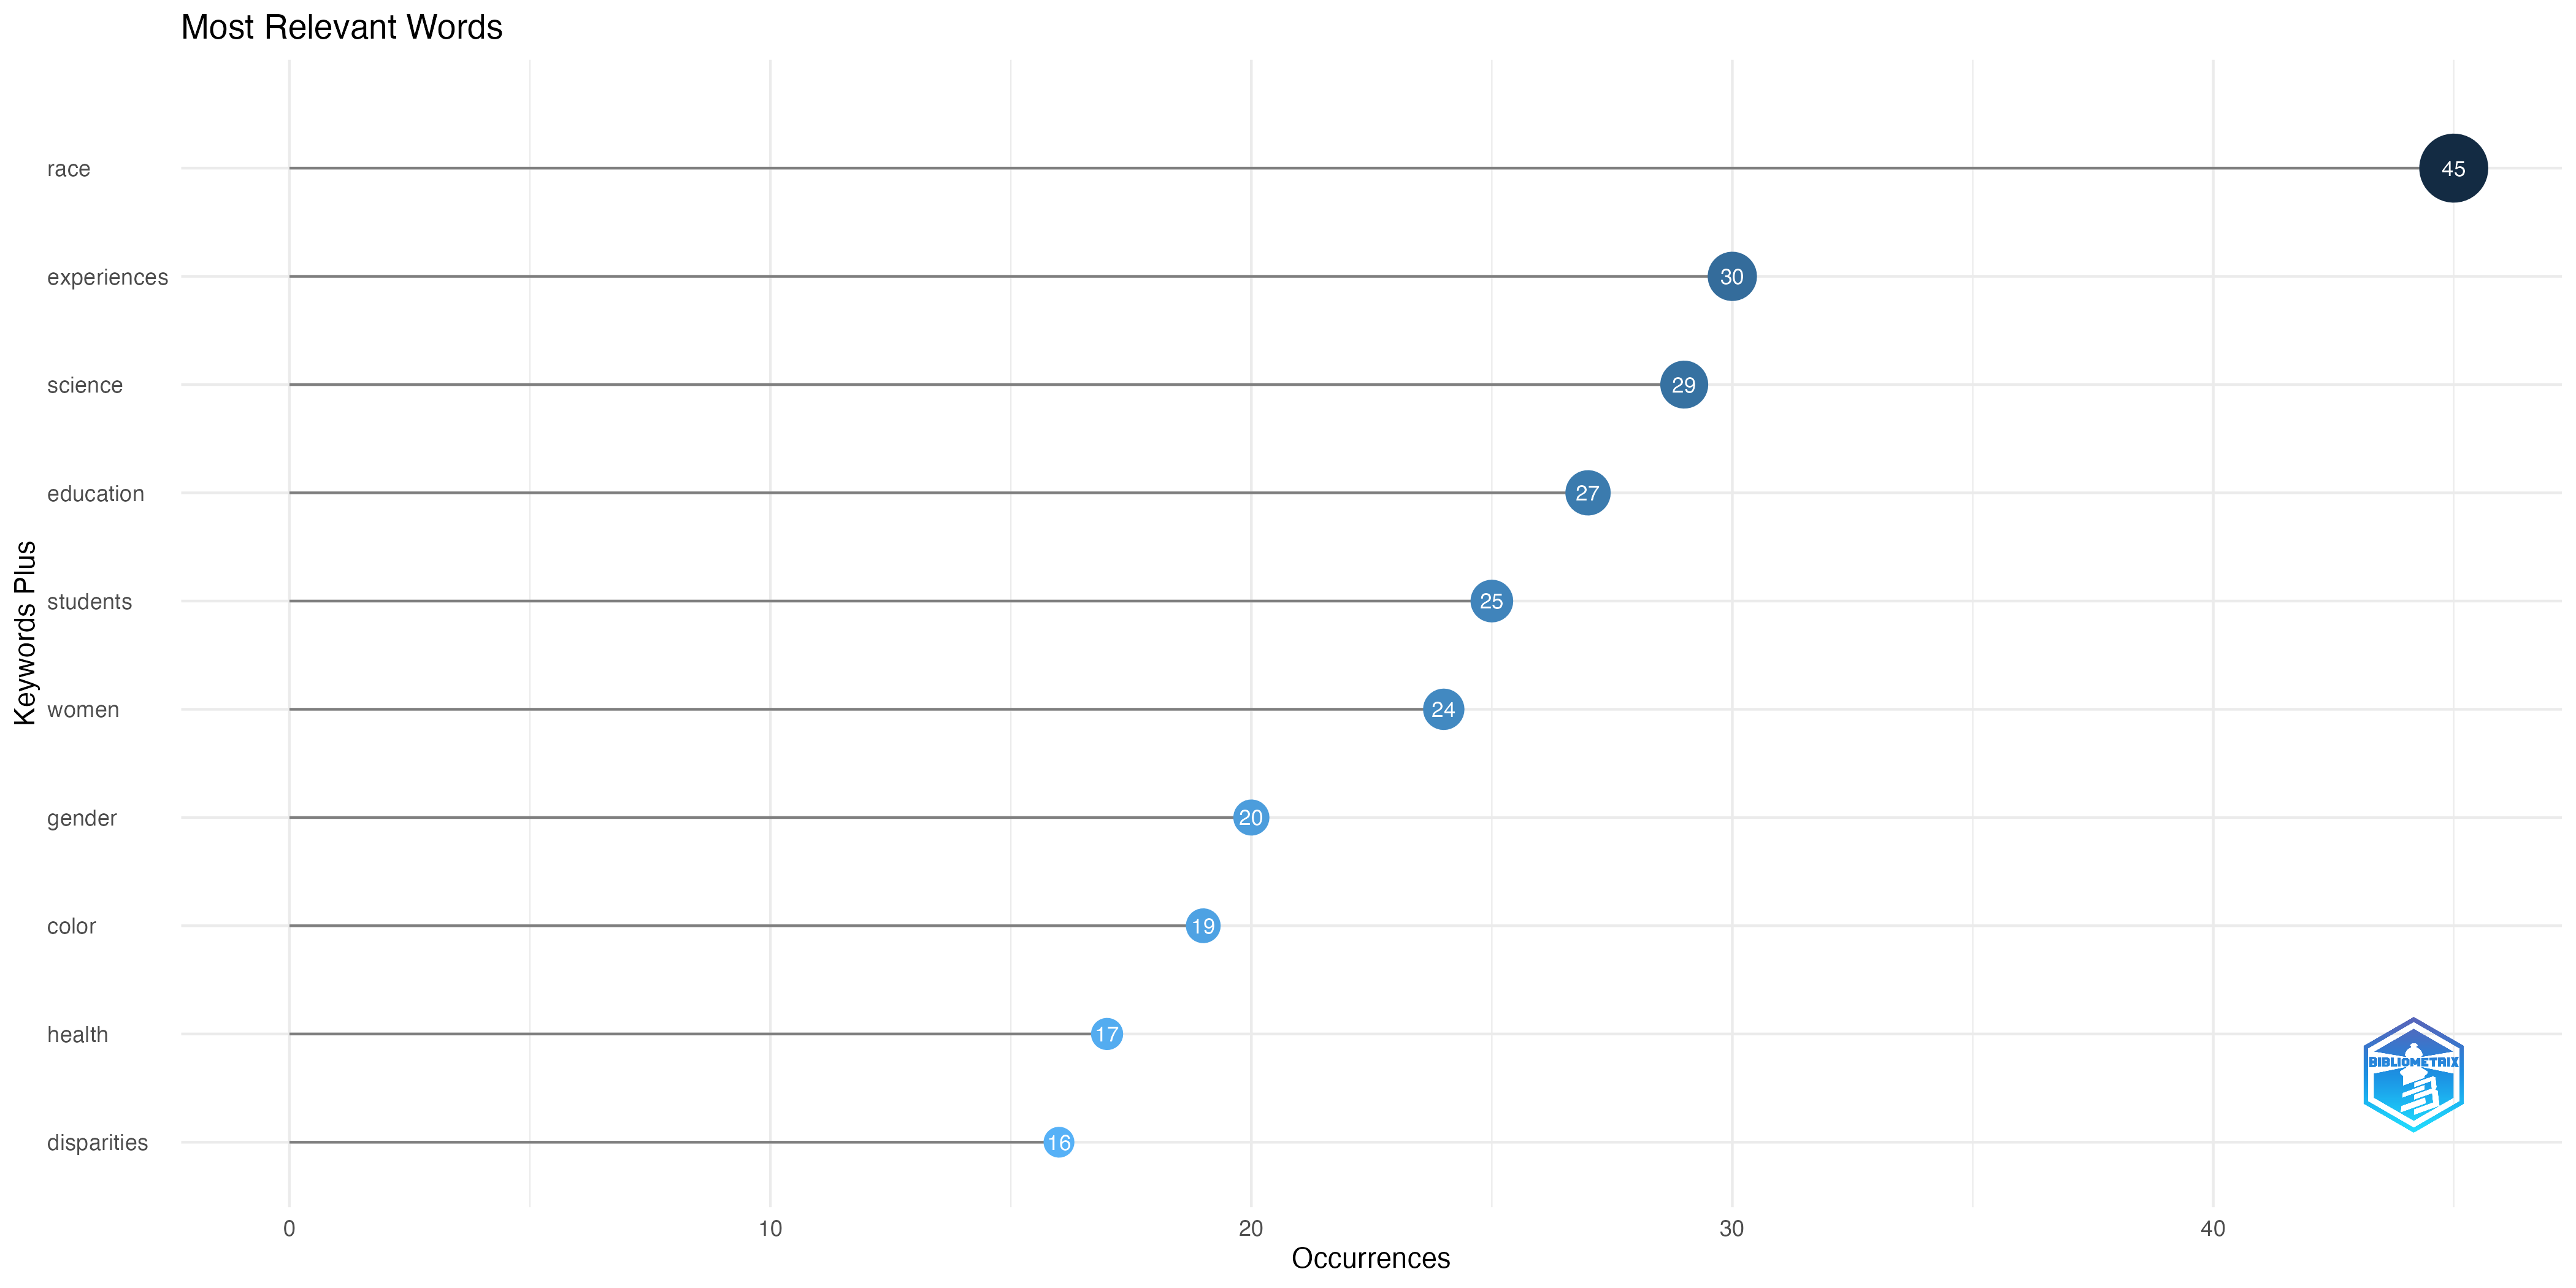 Most Relevant Words
Keywords Plus
race
45
experiences
30
science
29
education
27
students
25
women
24
gender
20
color
19
health
17
disparities
16
BIBLIOMETRIX
0
10
20
30
40
Occurrences